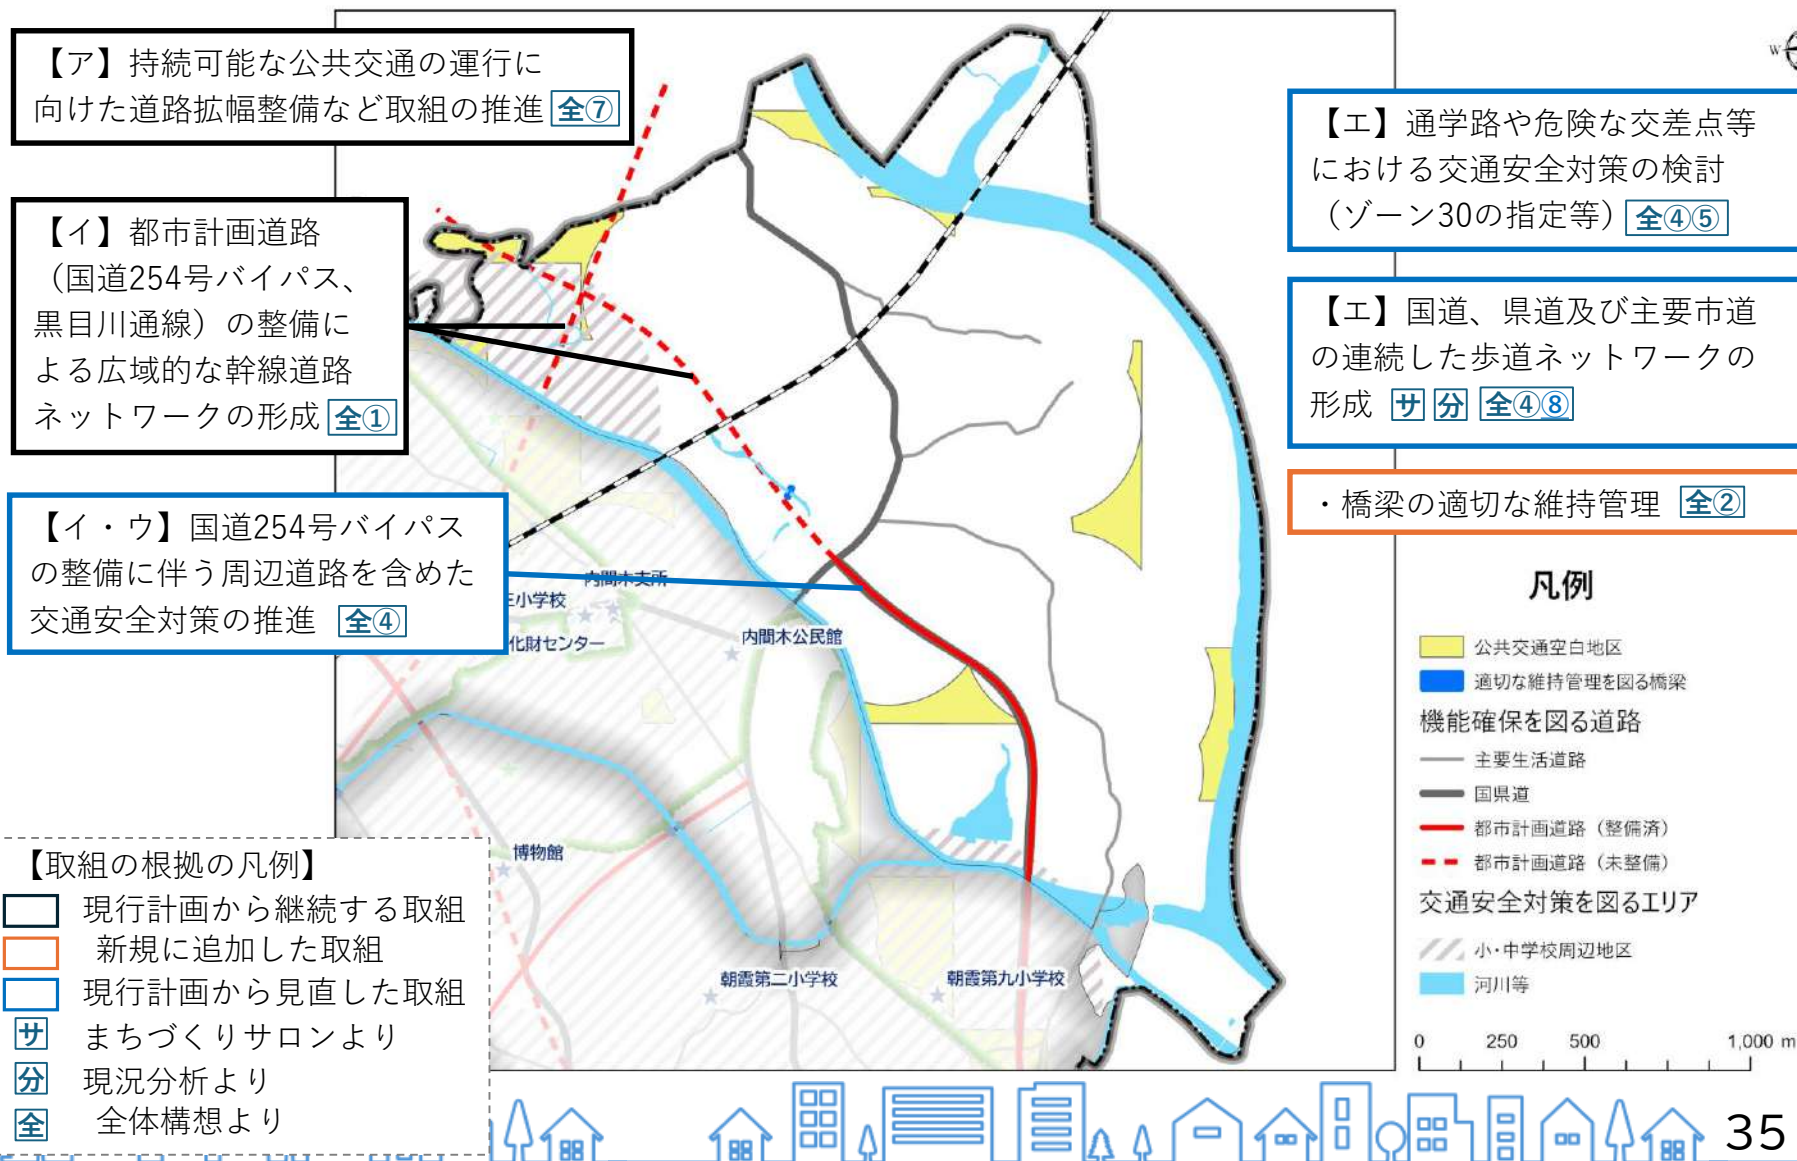 【ア】持続可能な公共交通の運行に
向けた道路拡幅整備など取組の推進 全⑦
【イ】都市計画道路
（国道254号バイパス、
黒目川通線）の整備に
よる広域的な幹線道路
ネットワークの形成 全①
【イ・ウ】国道254号バイパス
の整備に伴う周辺道路を含めた
交通安全対策の推進 全④
W
【エ】通学路や危険な交差点等
における交通安全対策の検討
（ゾーン30の指定等）全④⑤
【エ】国道、県道及び主要市道
の連続した歩道ネットワークの
形成 サ 分 全④⑧
・橋梁の適切な維持管理 全②
内間木支所
三小学校
化財センター
内間木公民館
博物館
朝霞第二小学校
朝霞第九小学校
凡例
公共交通空白地区
適切な維持管理を図る橋梁
機能確保を図る道路
主要生活道路
国県道
都市計画道路（整備済）
都市計画道路（未整備）
交通安全対策を図るエリア
小・中学校周辺地区
河川等
0 250 500 1,000 m
【取組の根拠の凡例】
現行計画から継続する取組
新規に追加した取組
現行計画から見直した取組
サ まちづくりサロンより
分 現況分析より
全 全体構想より
35